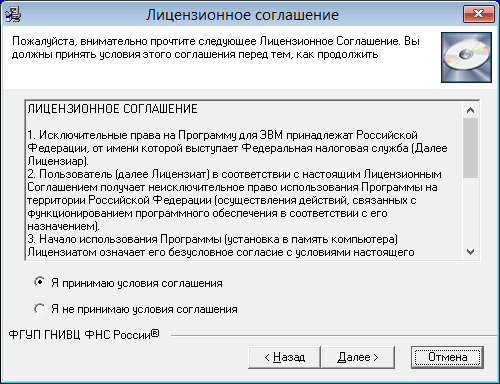 Лицензионное соглашение
Пожалуйста, внимательно прочтите следующее Лицензионное Соглашение. Вы
должны принять условия этого соглашения перед тем, как продолжить
ЛИЦЕНЗИОННОЕ СОГЛАШЕНИЕ
1. Исключительные права на Программу для ЭВМ принадлежат Российской
Федерации, от имени которой выступает Федеральная налоговая служба (Далее
Лицензиар).
2. Пользователь (далее Лицензиат) в соответствии с настоящим Лицензионным
Соглашением получает неисключительное право использования Программы на
территории Российской Федерации (осуществления действий, связанных с
функционированием программного обеспечения в соответствии с его
назначением).
3. Начало использования Программы (установка в память компьютера)
Лицензиатом означает его безусловное согласие с условиями настоящего
Я принимаю условия соглашения
Я не принимаю условия соглашения
ФГУП ГНИВЦ ФНС России®
< Назад Далее > Отмена